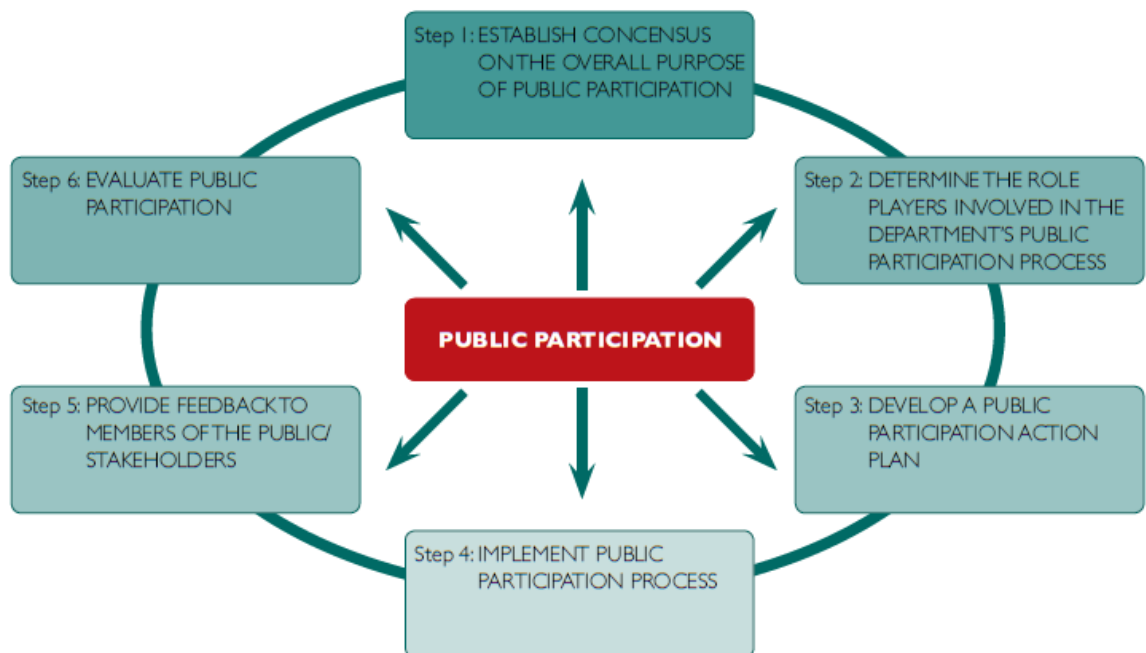 Step 1: ESTABLISH CONCENSUS
ON THE OVERALL PURPOSE
OF PUBLIC PARTICIPATION
Step 2: DETERMINE THE ROLE
PLAYERS INVOLVED IN THE
DEPARTMENT'S PUBLIC
PARTICIPATION PROCESS
Step 3: DEVELOP A PUBLIC
PARTICIPATION ACTION
PLAN
Step 4: IMPLEMENT PUBLIC
PARTICIPATION PROCESS
Step 5: PROVIDE FEEDBACK TO
MEMBERS OF THE PUBLIC/
STAKEHOLDERS
Step 6: EVALUATE PUBLIC
PARTICIPATION
PUBLIC PARTICIPATION